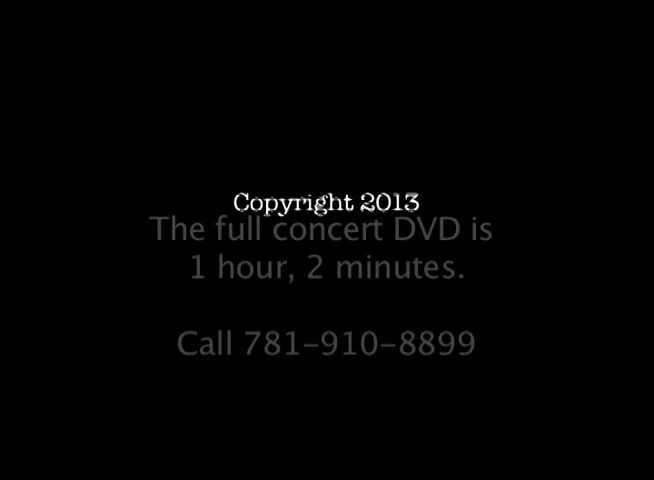 Copyright 2013
The full concert DVD is
1 hour, 2 minutes.
Call 781-910-8899